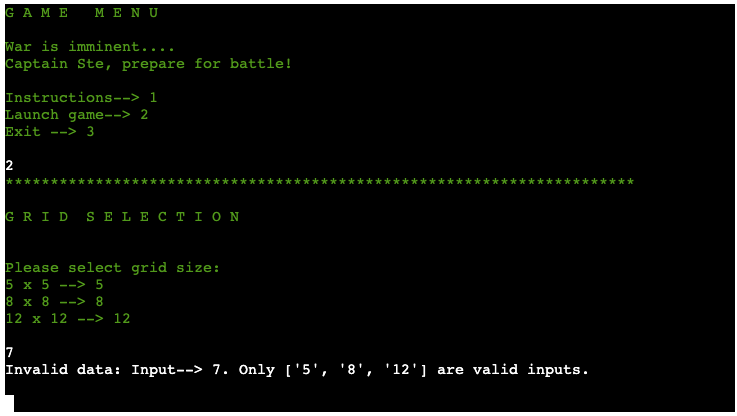 G A M E   M E N U
War is imminent....
Captain Ste, prepare for battle!
Instructions--> 1
Launch game--> 2
Exit --> 3
2
**********************************************************************
G R I D  S E L E C T I O N
Please select grid size:
5 x 5 --> 5
8 x 8 --> 8
12 x 12 --> 12
7
Invalid data: Input--> 7. Only ['5', '8', '12'] are valid inputs.